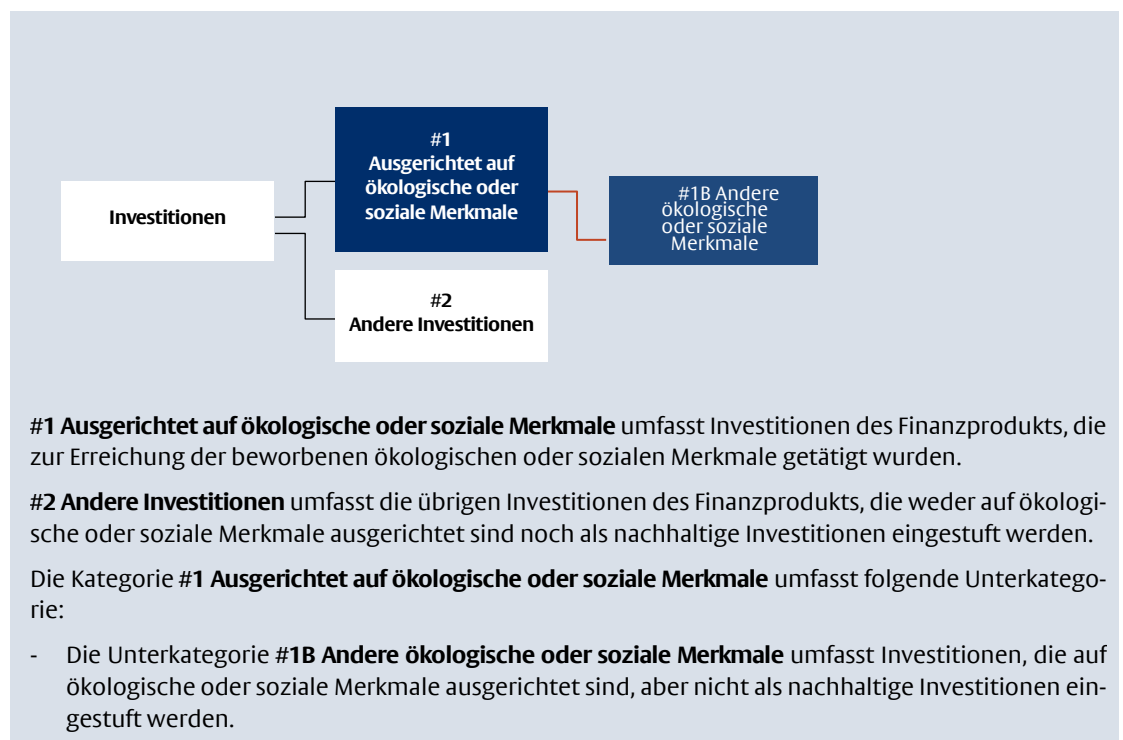 #1
Ausgerichtet auf
ökologische oder
soziale Merkmale
Investitionen
#1B Andere
ökologische
oder soziale
Merkmale
#2
Andere Investitionen
#1 Ausgerichtet auf ökologische oder soziale Merkmale umfasst Investitionen des Finanzprodukts, die
zur Erreichung der beworbenen ökologischen oder sozialen Merkmale getätigt wurden.
#2 Andere Investitionen umfasst die übrigen Investitionen des Finanzprodukts, die weder auf ökologi-
sche oder soziale Merkmale ausgerichtet sind noch als nachhaltige Investitionen eingestuft werden.
Die Kategorie #1 Ausgerichtet auf ökologische oder soziale Merkmale umfasst folgende Unterkatego-
rie:
- Die Unterkategorie #1B Andere ökologische oder soziale Merkmale umfasst Investitionen, die auf
ökologische oder soziale Merkmale ausgerichtet sind, aber nicht als nachhaltige Investitionen ein-
gestuft werden.